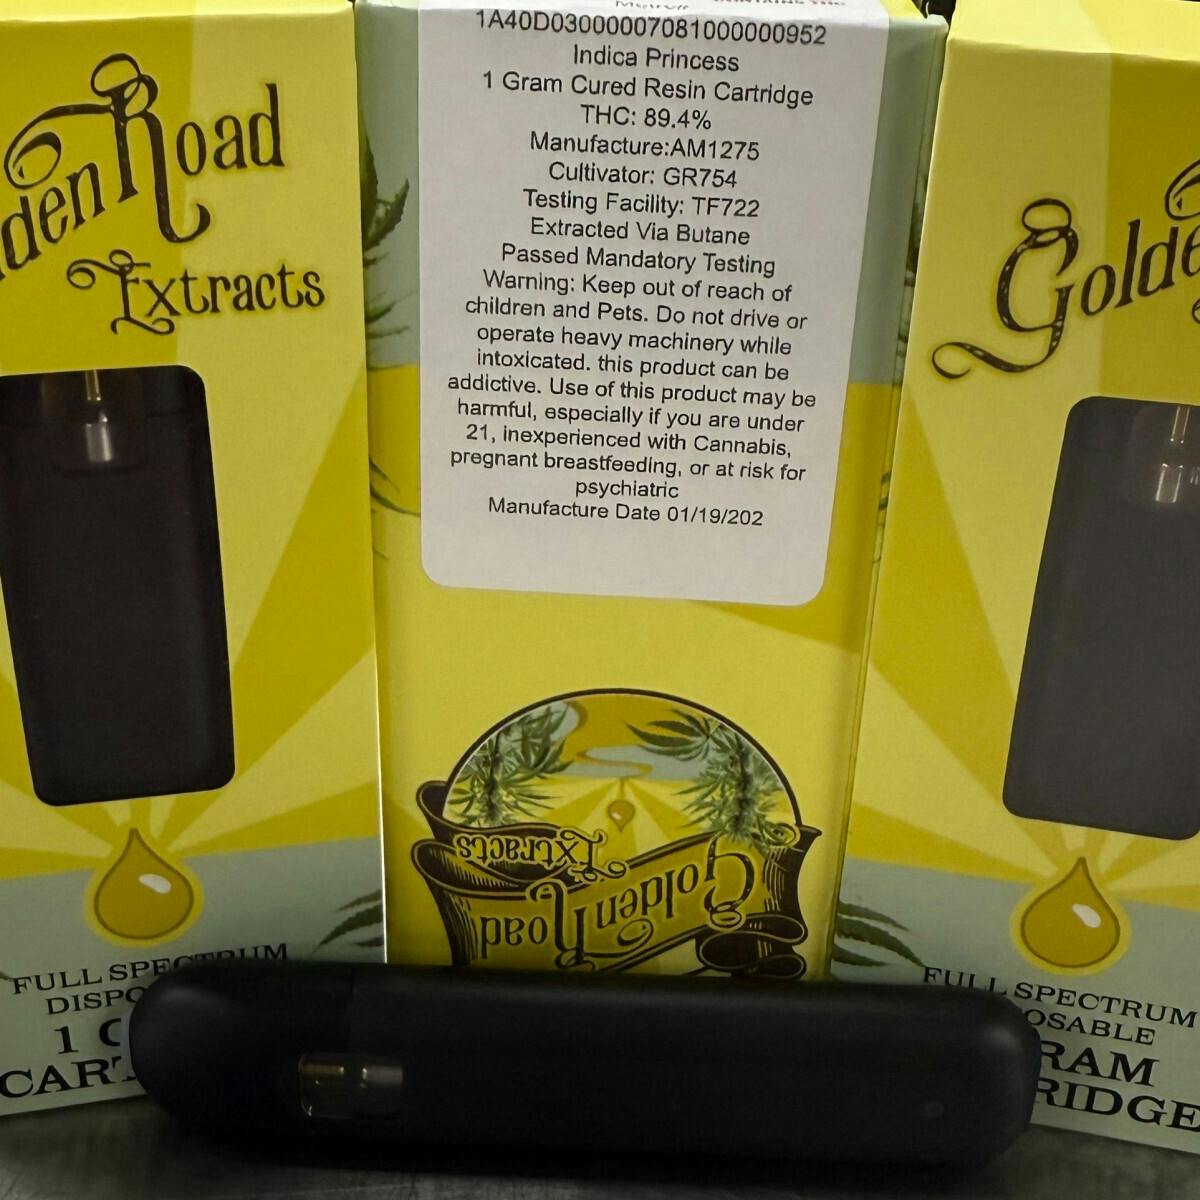 1A40D03000007081000000952
Indica Princess
1 Gram Cured Resin Cartridge
THC: 89.4%
Manufacture:AM1275
Cultivator: GR754
Testing Facility: TF722
Extracted Via Butane
Passed Mandatory Testing
Warning: Keep out of reach of
children and Pets. Do not drive or
operate heavy machinery while
intoxicated. this product can be
addictive. Use of this product may be
harmful, especially if you are under
21, inexperienced with Cannabis,
pregnant breastfeeding, or at risk for
psychiatric
Manufacture Date 01/19/202
Road
Extracts
FULL SPECTRUM
1
Golden Road
Extracts
FULL SPECTRUM